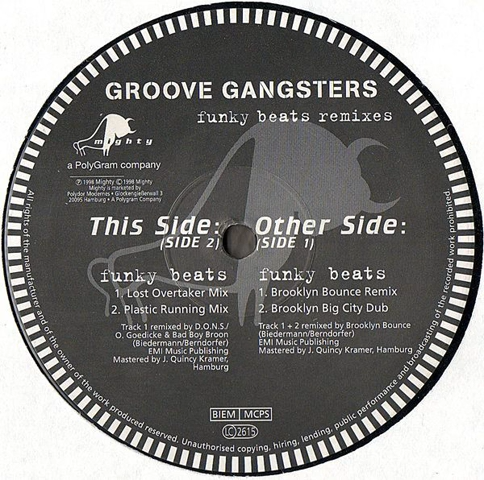 GROOVE GANGSTERS
funky beats remixes
mighty
a PolyGram company
℗ 1998 Mighty © 1998 Mighty
Mighty is marketed by
Polydor Modernes • Glockengießerwall 3
20095 Hamburg • A Polygram Company
This Side:
(SIDE 2)
funky beats
1. Lost Overtaker Mix
2. Plastic Running Mix
Track 1 remixed by D.O.N.S./
O. Goedicke & Bad Boy Broon
(Biedermann/Berndorfer)
EMI Music Publishing
Mastered by J. Quincy Kramer,
Hamburg
Other Side:
(SIDE 1)
funky beats
1. Brooklyn Bounce Remix
2. Brooklyn Big City Dub
Track 1 + 2 remixed by Brooklyn Bounce
(Biedermann/Berndorfer)
EMI Music Publishing
Mastered by J. Quincy Kramer, Hamburg
BIEM MCPS
LC 2615
All rights of the manufacturer and of the owner of the work produced reserved. Unauthorised copying, hiring, lending, public performance and broadcasting of the recorded work prohibited.